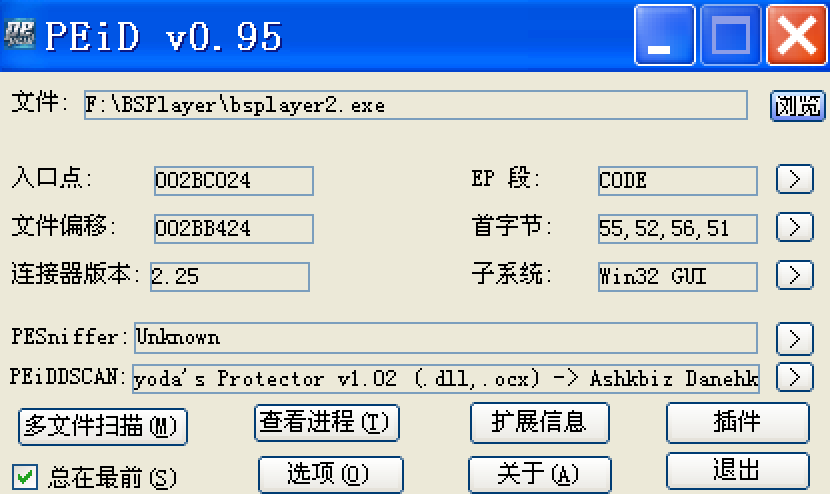 PEiD v0.95
文件: F:\BSPlayer\bsplayer2.exe 浏览
入口点: 002BC024 EP 段: CODE >
文件偏移: 002BB424 首字节: 55,52,56,51 >
连接器版本: 2.25 子系统: Win32 GUI >
PESniffer: Unknown >
PEiDDSCAN: yoda's Protector v1.02 (.dll,.ocx) -> Ashkbiz Danehk >
多文件扫描(M) 查看进程(T) 扩展信息 插件
总在最前(S) 选项(O) 关于(A) 退出